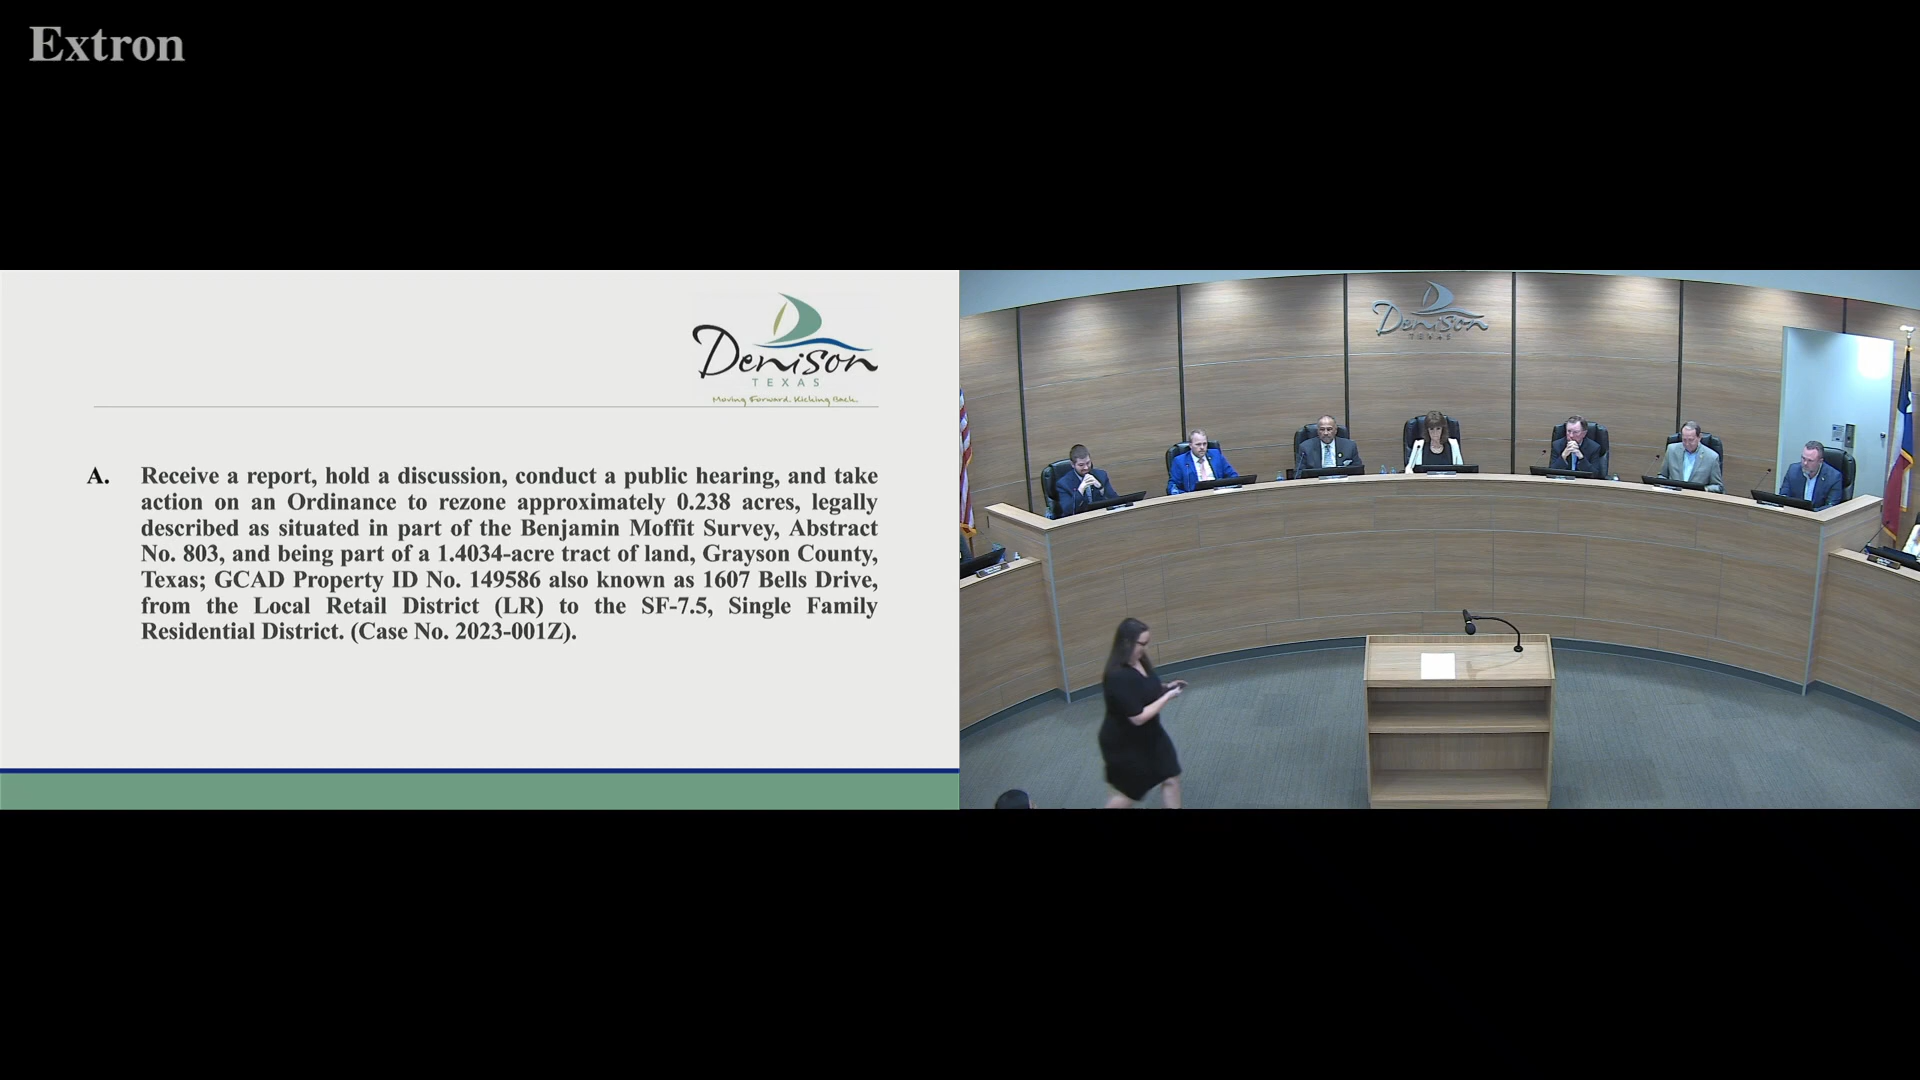 Extron
Denison
TEXAS
Moving Forward. Kicking Back.
A. Receive a report, hold a discussion, conduct a public hearing, and take
action on an Ordinance to rezone approximately 0.238 acres, legally
described as situated in part of the Benjamin Moffit Survey, Abstract
No. 803, and being part of a 1.4034-acre tract of land, Grayson County,
Texas; GCAD Property ID No. 149586 also known as 1607 Bells Drive,
from the Local Retail District (LR) to the SF-7.5, Single Family
Residential District. (Case No. 2023-001Z).
Denison
TEXAS